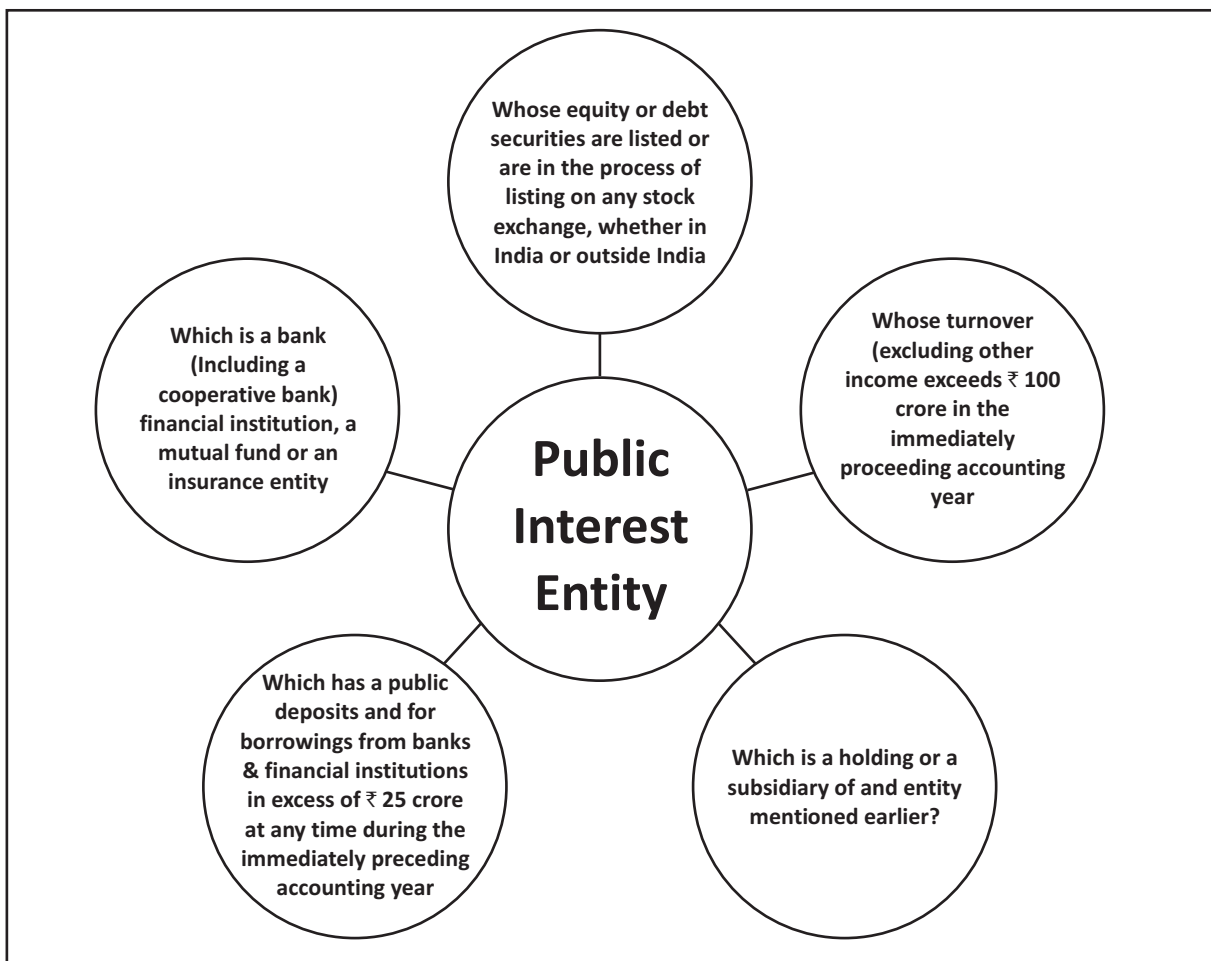 Whose equity or debt
securities are listed or
are in the process of
listing on any stock
exchange, whether in
India or outside India
Which is a bank
(Including a
cooperative bank)
financial institution, a
mutual fund or an
insurance entity
Whose turnover
(excluding other
income exceeds ₹ 100
crore in the
immediately
proceeding accounting
year
Public
Interest
Entity
Which has a public
deposits and for
borrowings from banks
& financial institutions
in excess of ₹ 25 crore
at any time during the
immediately preceding
accounting year
Which is a holding or a
subsidiary of and entity
mentioned earlier?